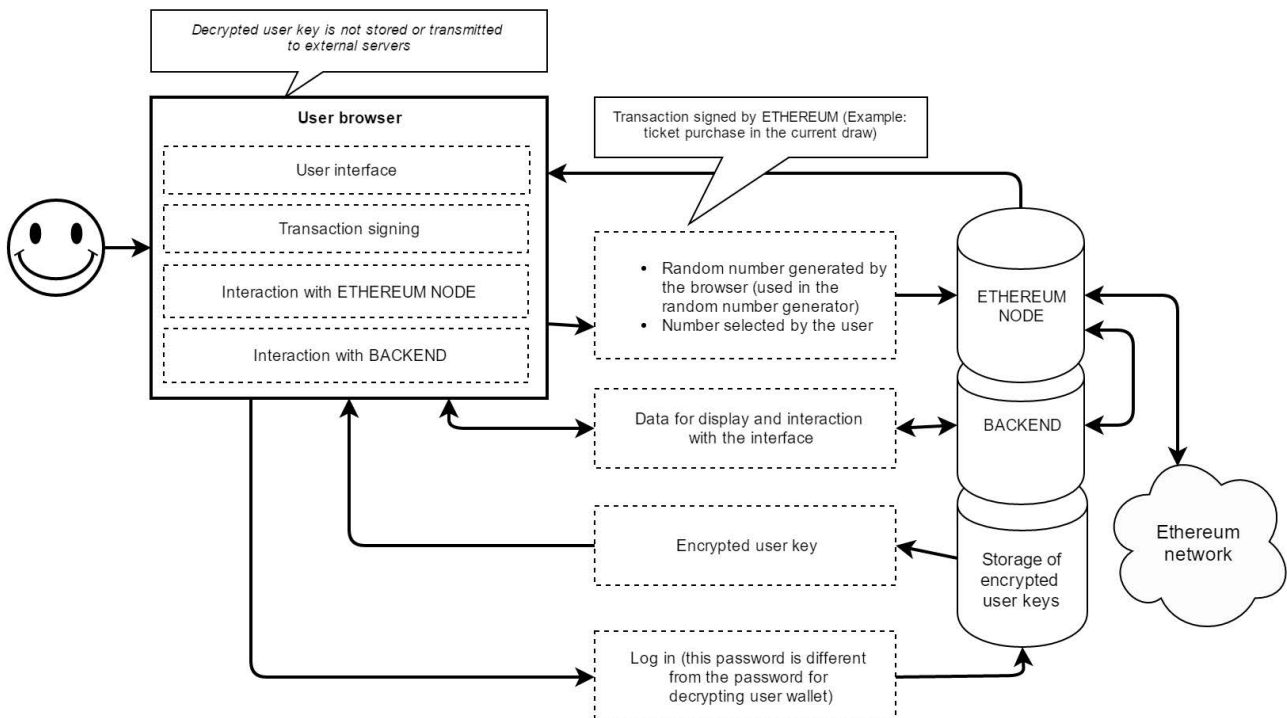 Decrypted user key is not stored or transmitted
to external servers
User browser
User interface
Transaction signing
Interaction with ETHEREUM NODE
Interaction with BACKEND
Transaction signed by ETHEREUM (Example:
ticket purchase in the current draw)
• Random number generated by
the browser (used in the
random number generator)
• Number selected by the user
Data for display and interaction
with the interface
Encrypted user key
Log in (this password is different
from the password for
decrypting user wallet)
ETHEREUM
NODE
BACKEND
Storage of
encrypted
user keys
Ethereum
network